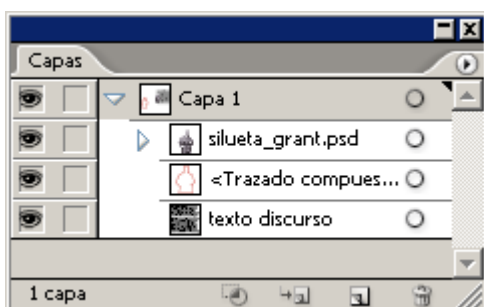 Capas
Capa 1
silueta_grant.psd
<Trazado compues...
texto discurso
1 capa